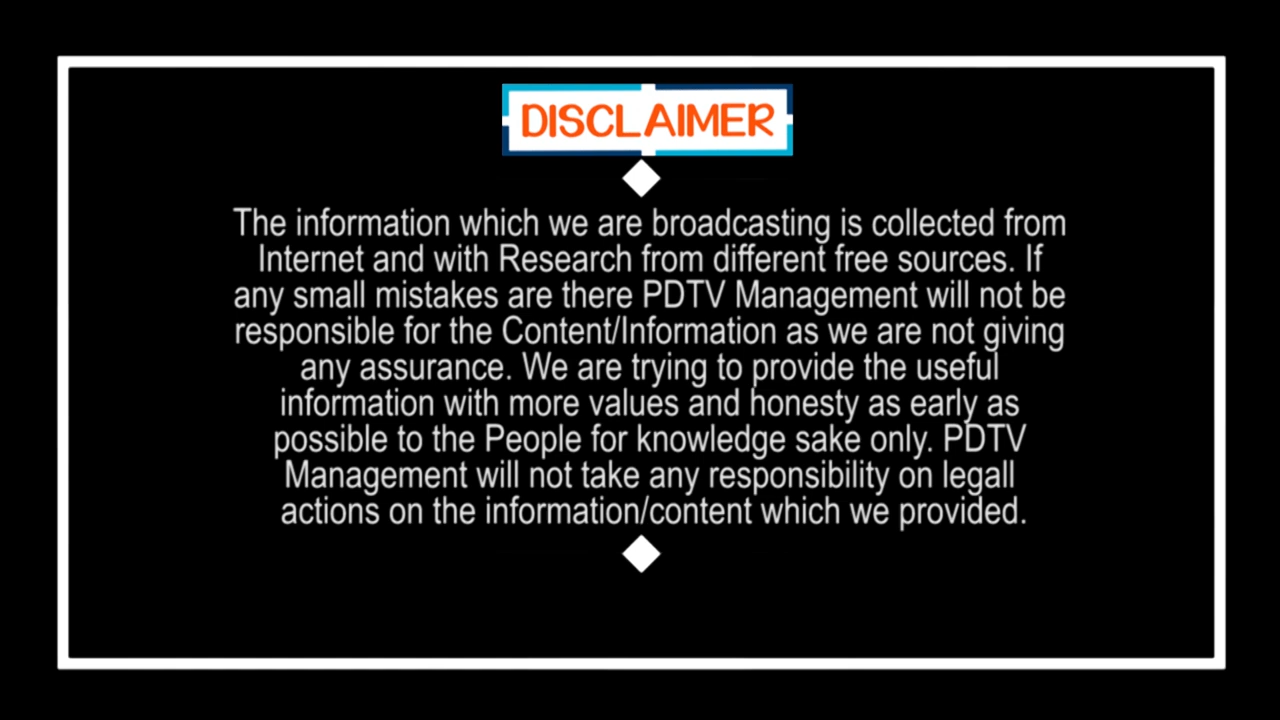 DISCLAIMER
The information which we are broadcasting is collected from
Internet and with Research from different free sources. If
any small mistakes are there PDTV Management will not be
responsible for the Content/Information as we are not giving
any assurance. We are trying to provide the useful
information with more values and honesty as early as
possible to the People for knowledge sake only. PDTV
Management will not take any responsibility on legall
actions on the information/content which we provided.